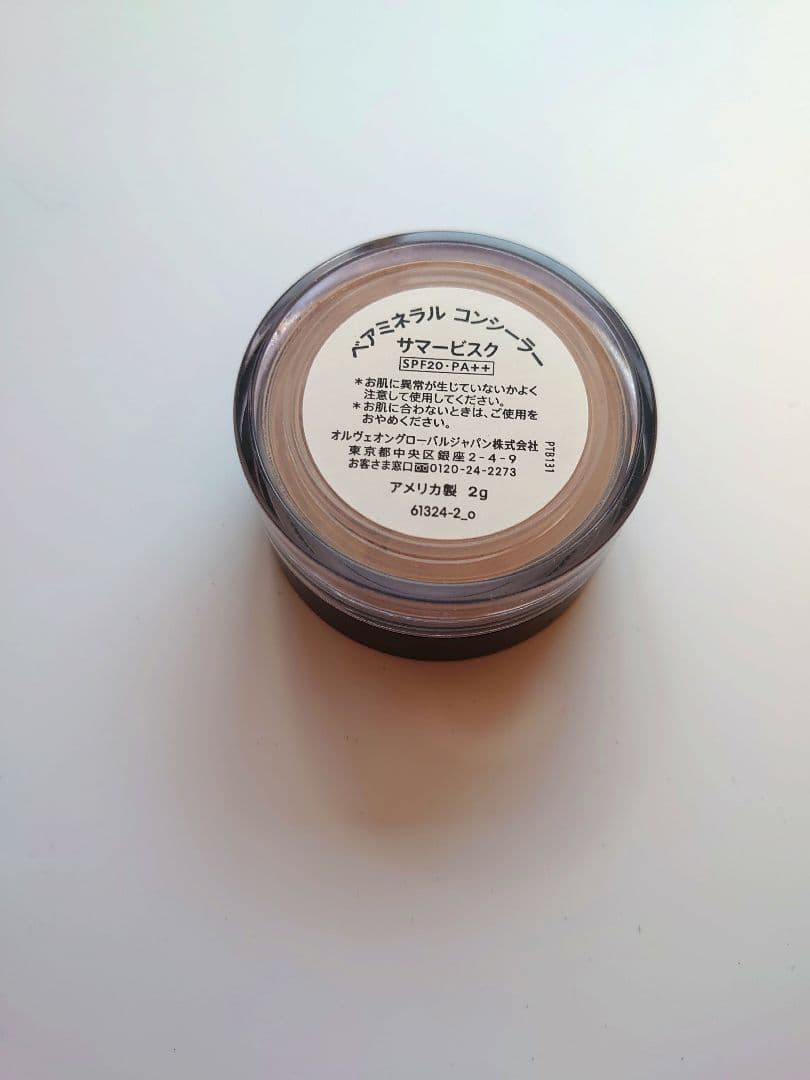 ベアミネラル コンシーラー
サマービスク
SPF20・PA++
＊お肌に異常が生じていないかよく
注意して使用してください。
＊お肌に合わないときは、ご使用を
おやめください。
オルヴェオングローバルジャパン株式会社
東京都中央区銀座2-4-9
お客さま窓口 0120-24-2273
アメリカ製 2g
61324-2_o
PTB131